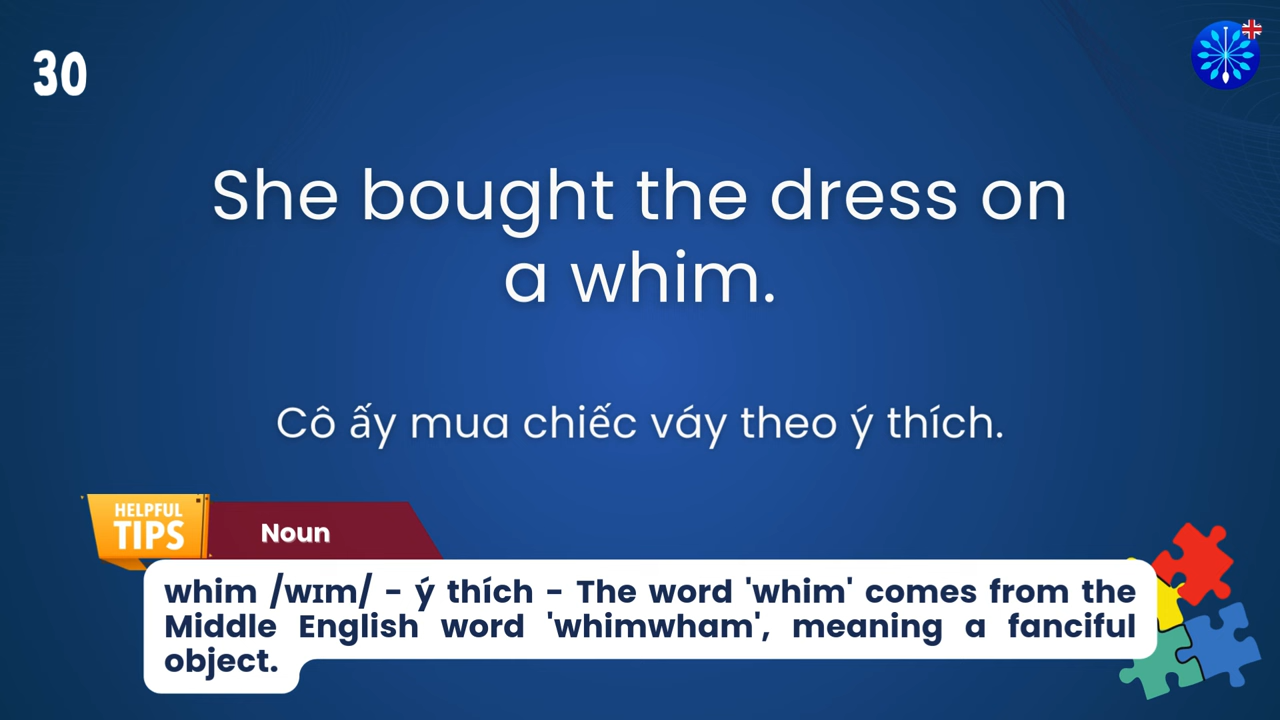 30
She bought the dress on
a whim.
Cô ấy mua chiếc váy theo ý thích.
HELPFUL
TIPS
Noun
whim /wɪm/ - ý thích - The word 'whim' comes from the
Middle English word 'whimwham', meaning a fanciful
object.